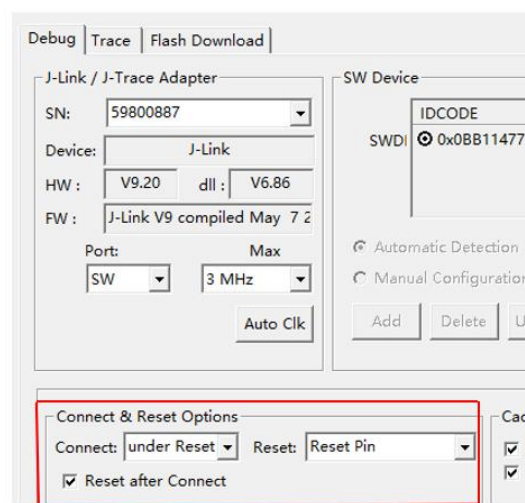 Debug Trace Flash Download
J-Link / J-Trace Adapter
SN: 59800887
Device: J-Link
HW : V9.20 dll : V6.86
FW : J-Link V9 compiled May 7 2
Port: Max
SW 3 MHz
Auto Clk
SW Device
IDCODE
SWDI 0x0BB11477
Automatic Detection
Manual Configuration
Add Delete U
Connect & Reset Options
Connect: under Reset Reset: Reset Pin
Reset after Connect
Cac